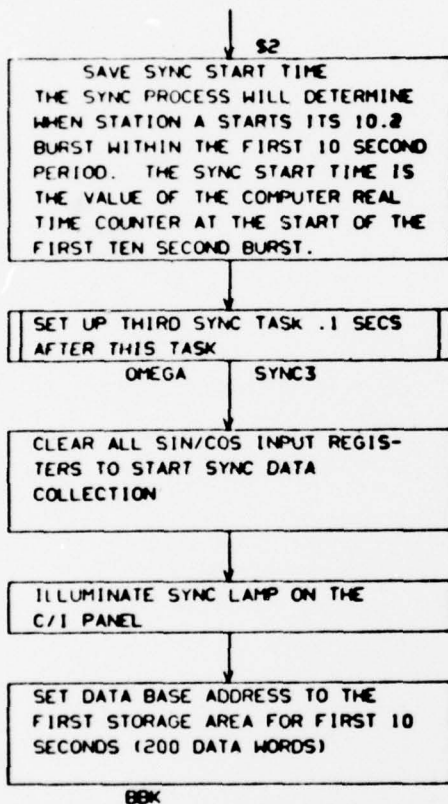 S2
SAVE SYNC START TIME
THE SYNC PROCESS WILL DETERMINE
WHEN STATION A STARTS ITS 10.2
BURST WITHIN THE FIRST 10 SECOND
PERIOD. THE SYNC START TIME IS
THE VALUE OF THE COMPUTER REAL
TIME COUNTER AT THE START OF THE
FIRST TEN SECOND BURST.
SET UP THIRD SYNC TASK .1 SECS
AFTER THIS TASK
OMEGA SYNC3
CLEAR ALL SIN/COS INPUT REGIS-
TERS TO START SYNC DATA
COLLECTION
ILLUMINATE SYNC LAMP ON THE
C/I PANEL
SET DATA BASE ADDRESS TO THE
FIRST STORAGE AREA FOR FIRST 10
SECONDS (200 DATA WORDS)
BBK